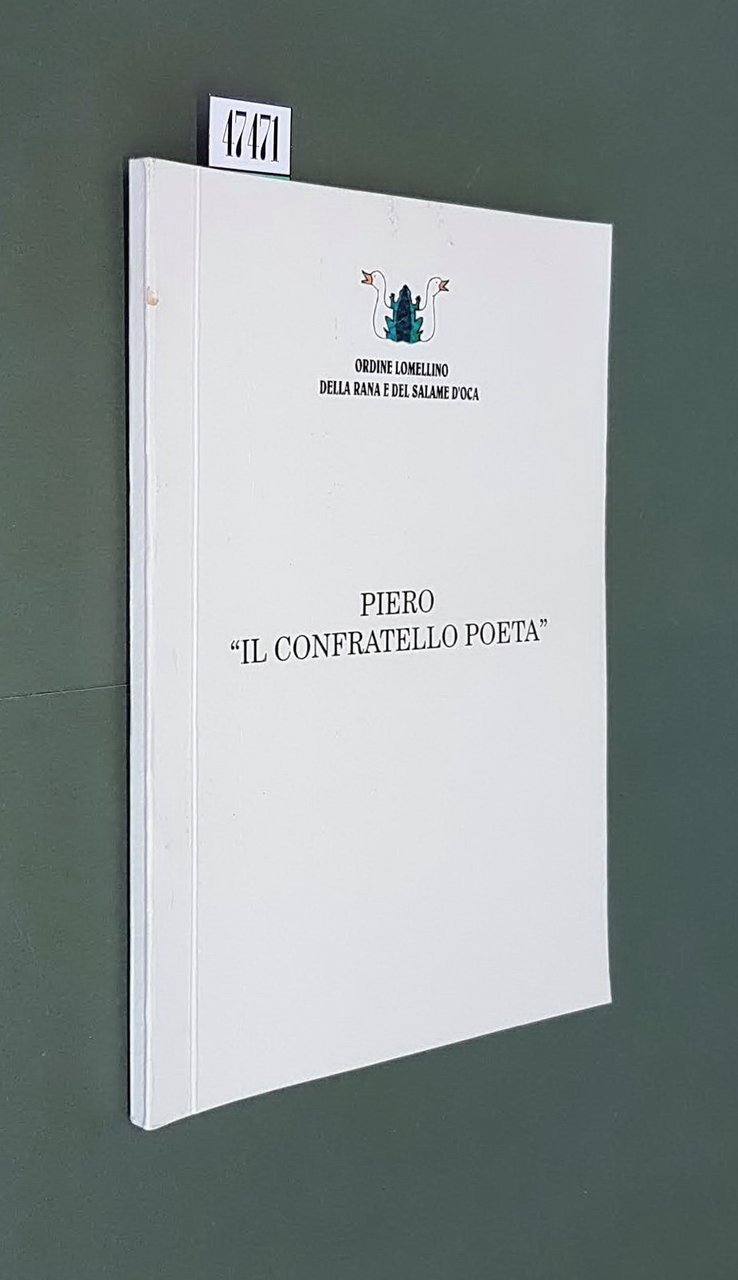 47471
ORDINE LOMELLINO
DELLA RANA E DEL SALAME D'OCA
PIERO
“IL CONFRATELLO POETA”